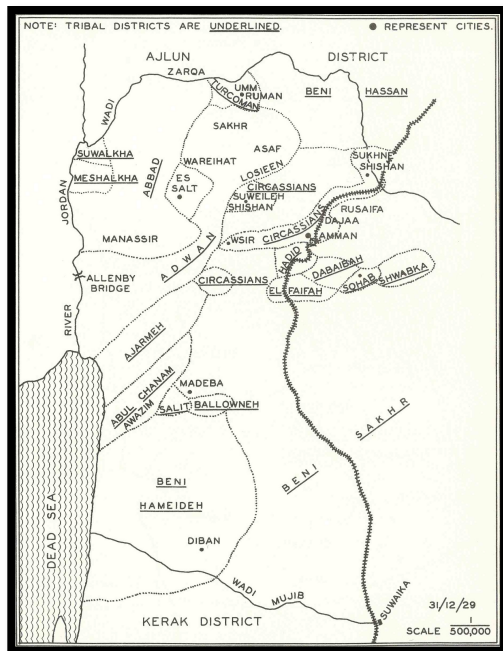 NOTE: TRIBAL DISTRICTS ARE UNDERLINED.
● REPRESENT CITIES.
AJLUN DISTRICT
ZARQA
WADI
UMM RUMAN
TURCOMAN
BENI HASSAN
SAKHR
SUWALKHA
MESHALKHA
ABBAD
WAREIHAT
ASAF
LOSIEEN
SUKHNE
SHISHAN
ES SALT
CIRCASSIANS
SUWEILEH
SHISHAN
JORDAN RIVER
MANASSIR
ADWAN
WSIR
CIRCASSIANS
RUSAIFA
DAJAA
AMMAN
HADID
DABAIBAH
ALLENBY BRIDGE
CIRCASSIANS
EL FAIFAH
SOHAB
SHWABKA
AJARMEH
ABUL CHANAM
AWAZIM
MADEBA
SALIT
BALLOWNEH
BENI SAKHR
BENI HAMEIDEH
DEAD SEA
DIBAN
WADI MUJIB
SUWAIKA
KERAK DISTRICT
31/12/29
SCALE 1/500,000